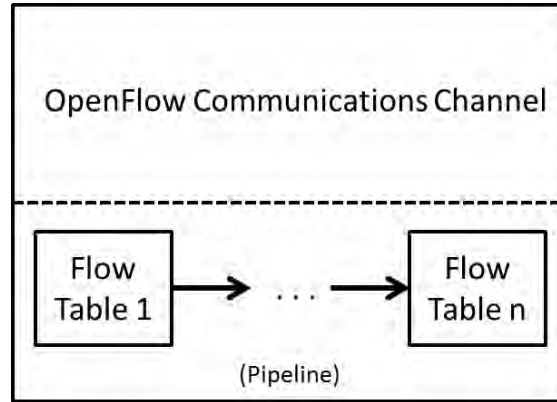 OpenFlow Communications Channel
Flow
Table 1
. . .
Flow
Table n
(Pipeline)